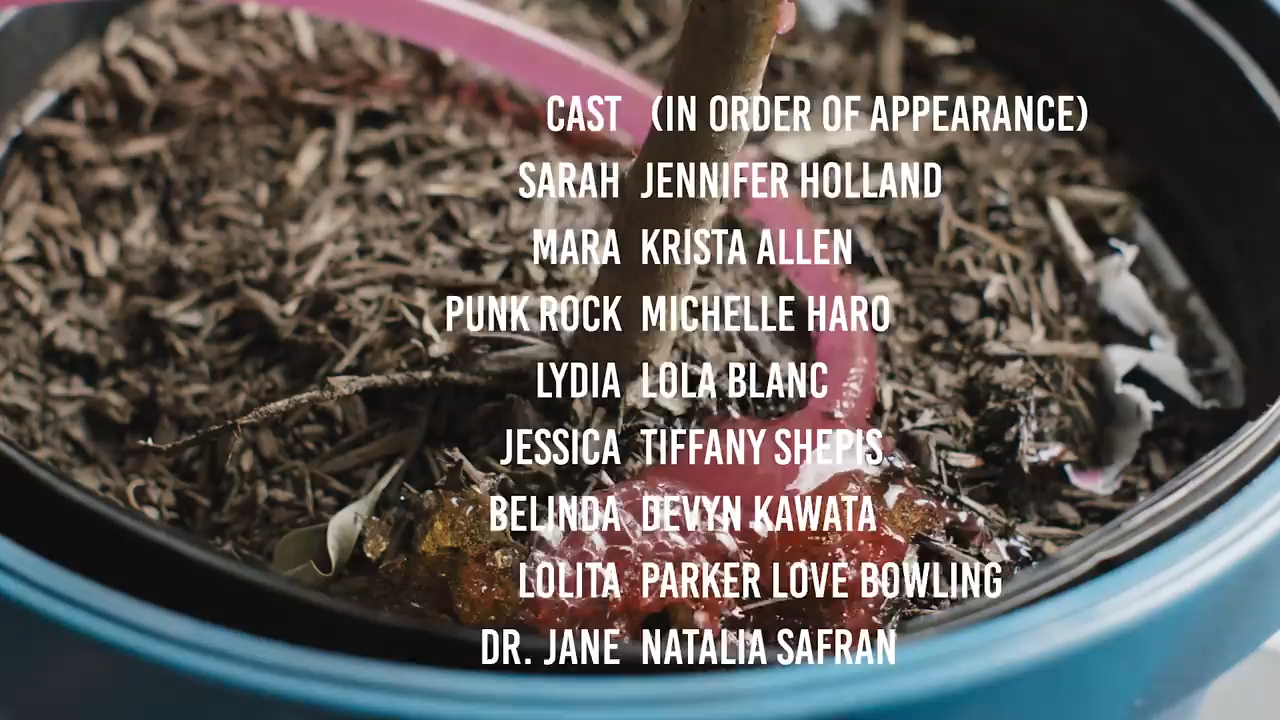 CAST (IN ORDER OF APPEARANCE)
SARAH JENNIFER HOLLAND
MARA KRISTA ALLEN
PUNK ROCK MICHELLE HARO
LYDIA LOLA BLANC
JESSICA TIFFANY SHEPIS
BELINDA DEVYN KAWATA
LOLITA PARKER LOVE BOWLING
DR. JANE NATALIA SAFRAN